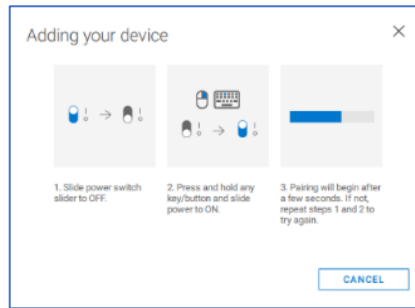 Adding your device
1. Slide power switch
slider to OFF.
2. Press and hold any
key/button and slide
power to ON.
3. Pairing will begin after
a few seconds. If not,
repeat steps 1 and 2 to
try again.
CANCEL